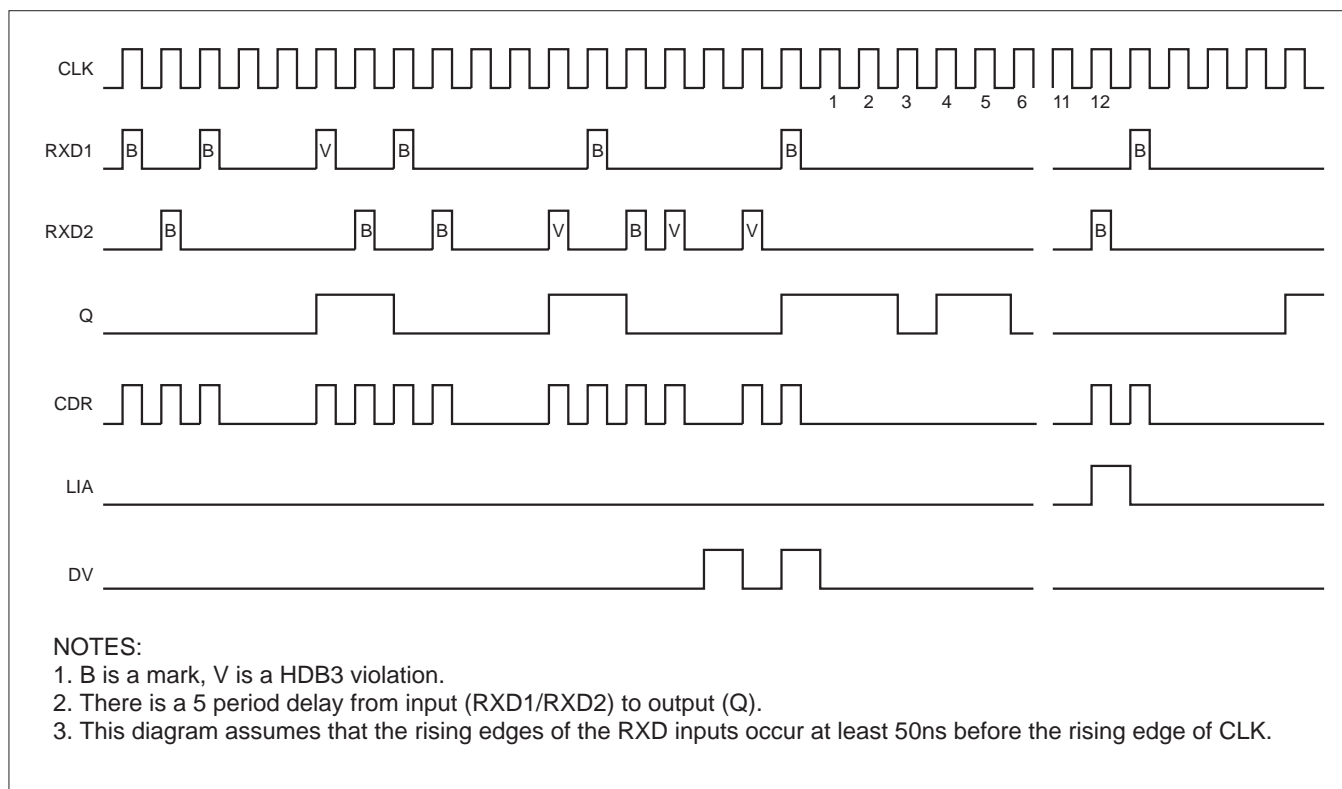 CLK
1 2 3 4 5 6 11 12
RXD1
B B V B B B B
RXD2
B B B V B V V B
Q
CDR
LIA
DV
NOTES:
1. B is a mark, V is a HDB3 violation.
2. There is a 5 period delay from input (RXD1/RXD2) to output (Q).
3. This diagram assumes that the rising edges of the RXD inputs occur at least 50ns before the rising edge of CLK.